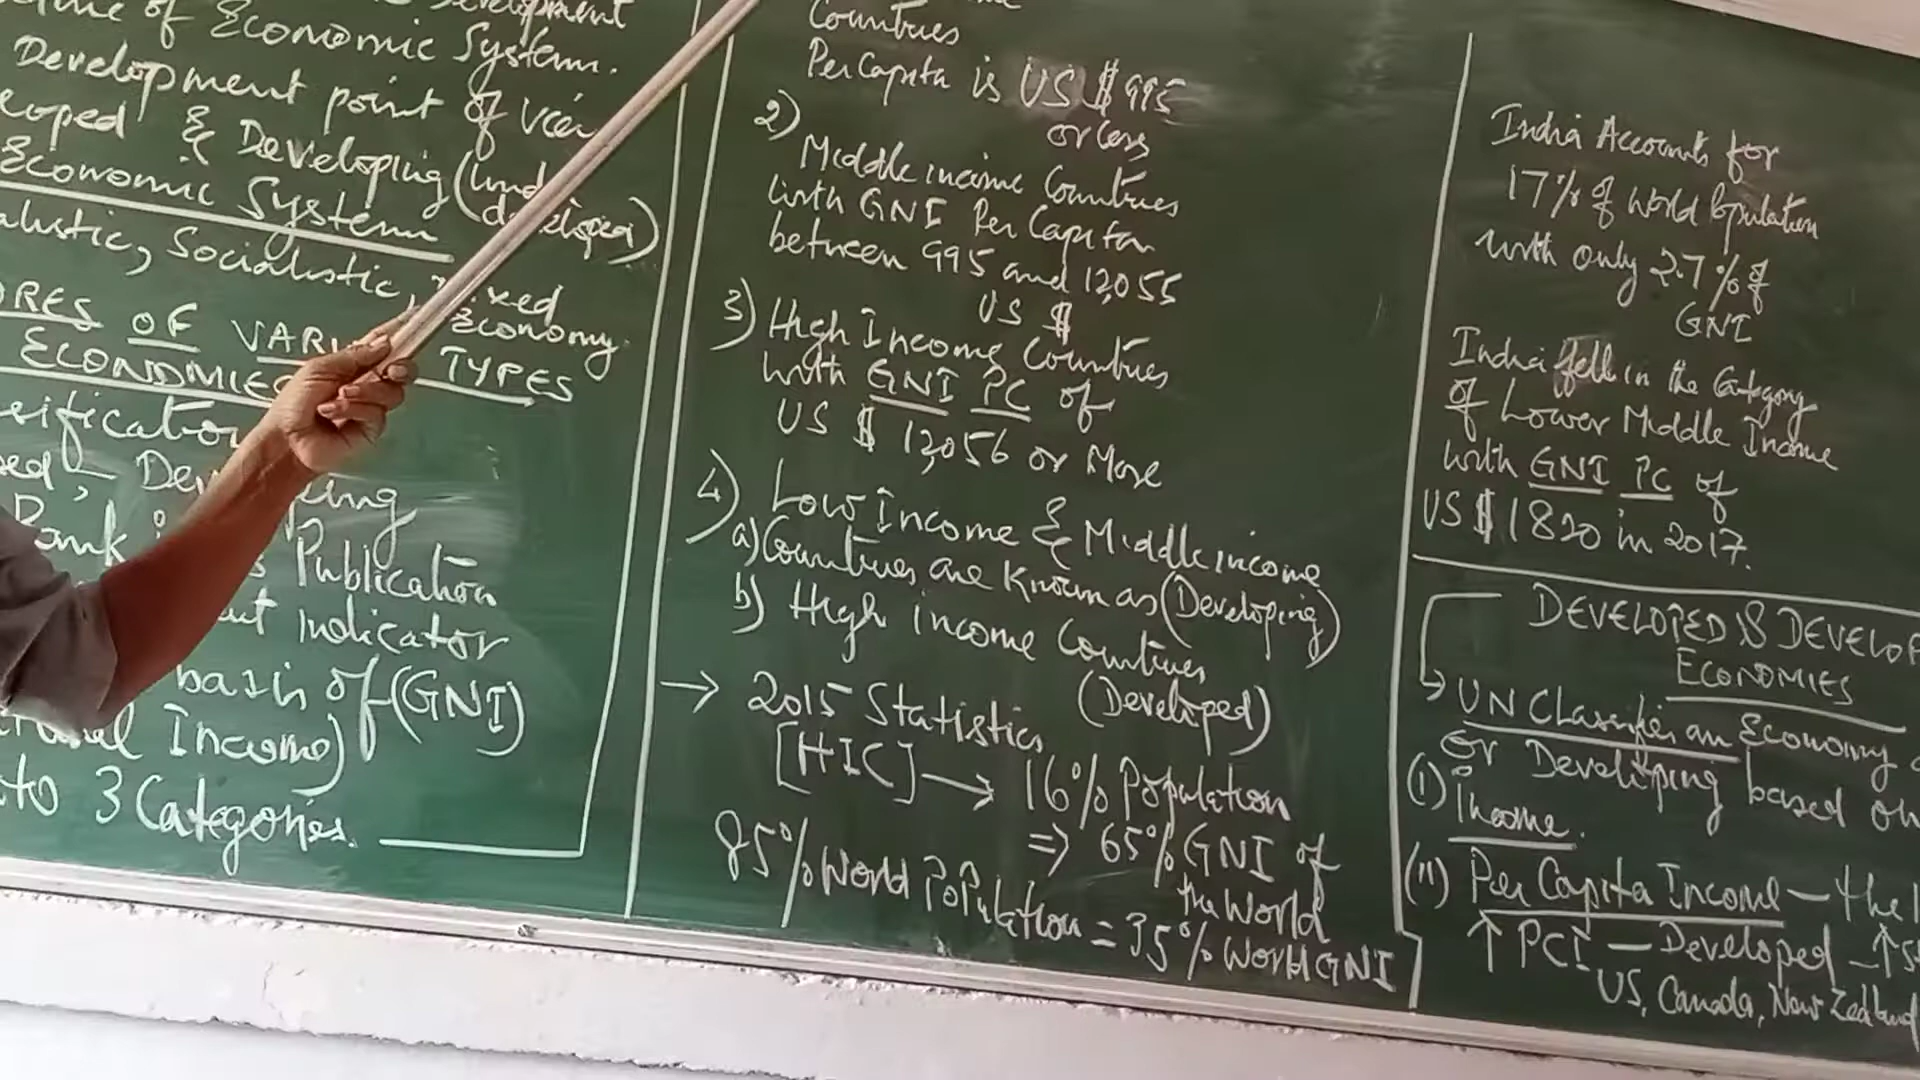 of Economic System.
Development point of view
& Developing (
Economic System
Socialistic,
Economy
OF TYPES
ECONOMIES
Publication
Indicator
basis of (GNI)
Income)
to 3 Categories.
Countries
Per Capita is US $ 995
or less
2)
Middle income Countries
with GNI Per Capita
between 995 and 12,055
US $
3) High Income Countries
with GNI PC of
US $ 12,056 or More
4) Low Income & Middle income
a) Countries are Known as (Developing)
b) High income Countries
(Developed)
→ 2015 Statistics
[HIC] → 16% Population
⇒ 65% GNI of
the World
85% World Population = 35% World GNI
India Accounts for
17% of World Population
with only 2.7% of
GNI
India fell in the Category
of Lower Middle Income
with GNI PC of
US $ 1820 in 2017.
DEVELOPED & DEVELOP
ECONOMIES
UN Classifies an Economy
or Developing based on
(I) Income.
(II) Per Capita Income – the
↑ PCI – Developed – ↑
US, Canada, New Zealand